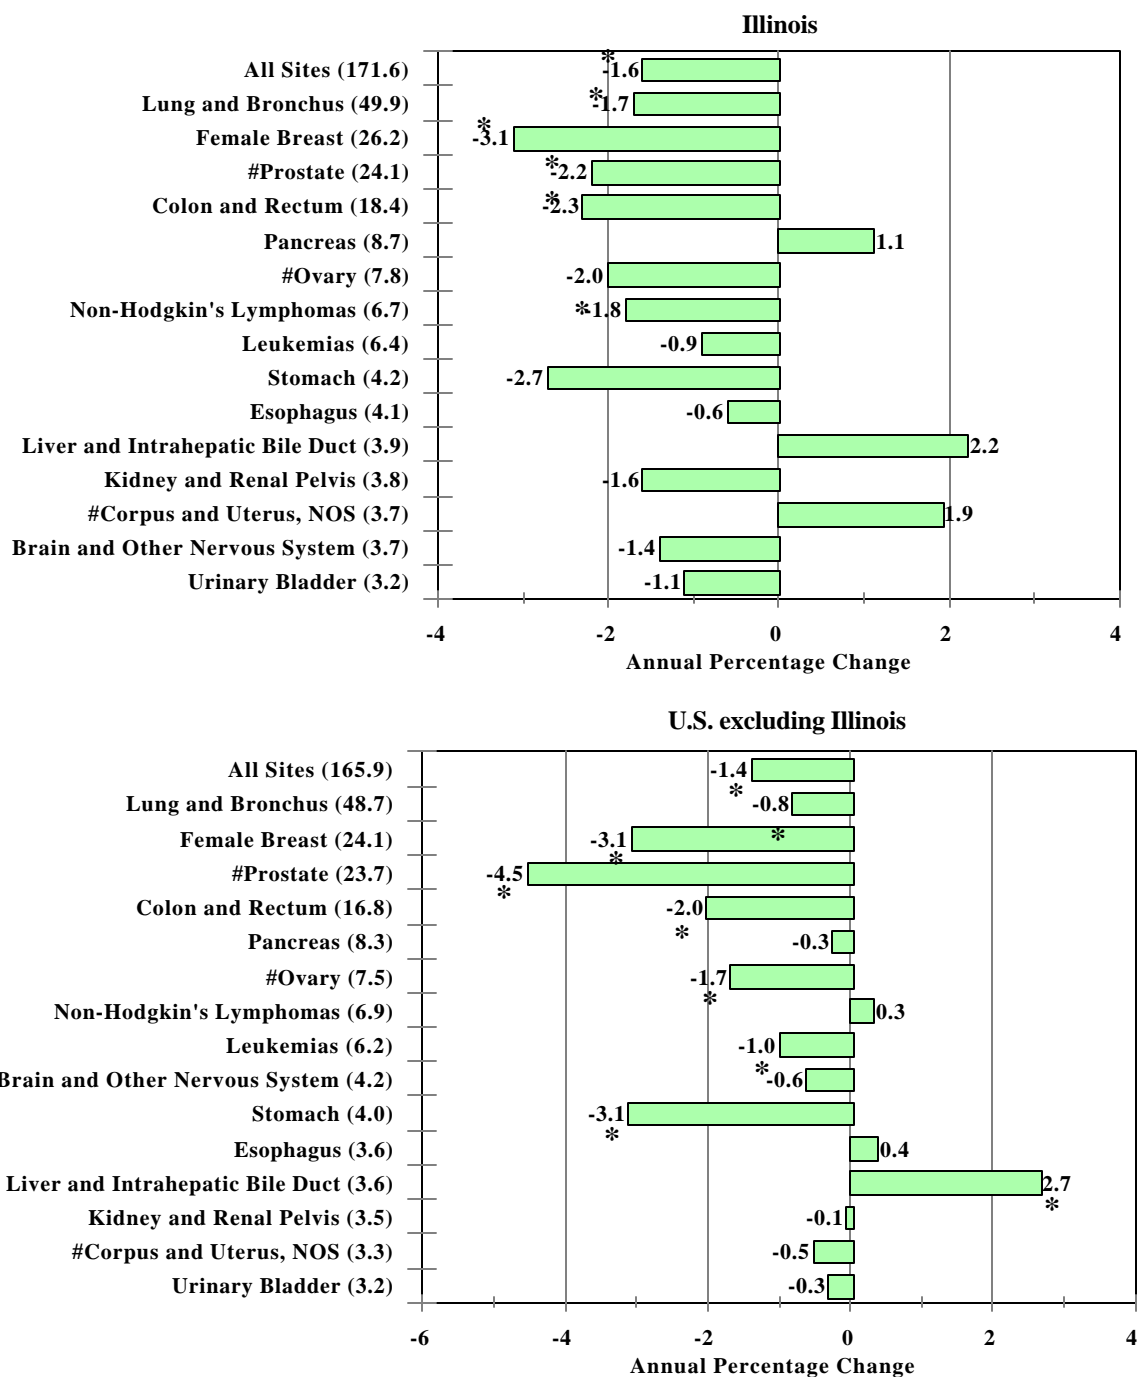 Illinois
All Sites (171.6) * -1.6
Lung and Bronchus (49.9) * -1.7
Female Breast (26.2) * -3.1
#Prostate (24.1) * -2.2
Colon and Rectum (18.4) * -2.3
Pancreas (8.7) 1.1
#Ovary (7.8) -2.0
Non-Hodgkin's Lymphomas (6.7) * -1.8
Leukemias (6.4) -0.9
Stomach (4.2) -2.7
Esophagus (4.1) -0.6
Liver and Intrahepatic Bile Duct (3.9) 2.2
Kidney and Renal Pelvis (3.8) -1.6
#Corpus and Uterus, NOS (3.7) 1.9
Brain and Other Nervous System (3.7) -1.4
Urinary Bladder (3.2) -1.1
-4 -2 0 2 4
Annual Percentage Change
U.S. excluding Illinois
All Sites (165.9) -1.4 *
Lung and Bronchus (48.7) -0.8 *
Female Breast (24.1) -3.1 *
#Prostate (23.7) -4.5 *
Colon and Rectum (16.8) -2.0 *
Pancreas (8.3) -0.3
#Ovary (7.5) -1.7 *
Non-Hodgkin's Lymphomas (6.9) 0.3
Leukemias (6.2) -1.0 *
Brain and Other Nervous System (4.2) -0.6
Stomach (4.0) -3.1 *
Esophagus (3.6) 0.4
Liver and Intrahepatic Bile Duct (3.6) 2.7 *
Kidney and Renal Pelvis (3.5) -0.1
#Corpus and Uterus, NOS (3.3) -0.5
Urinary Bladder (3.2) -0.3
-6 -4 -2 0 2 4
Annual Percentage Change